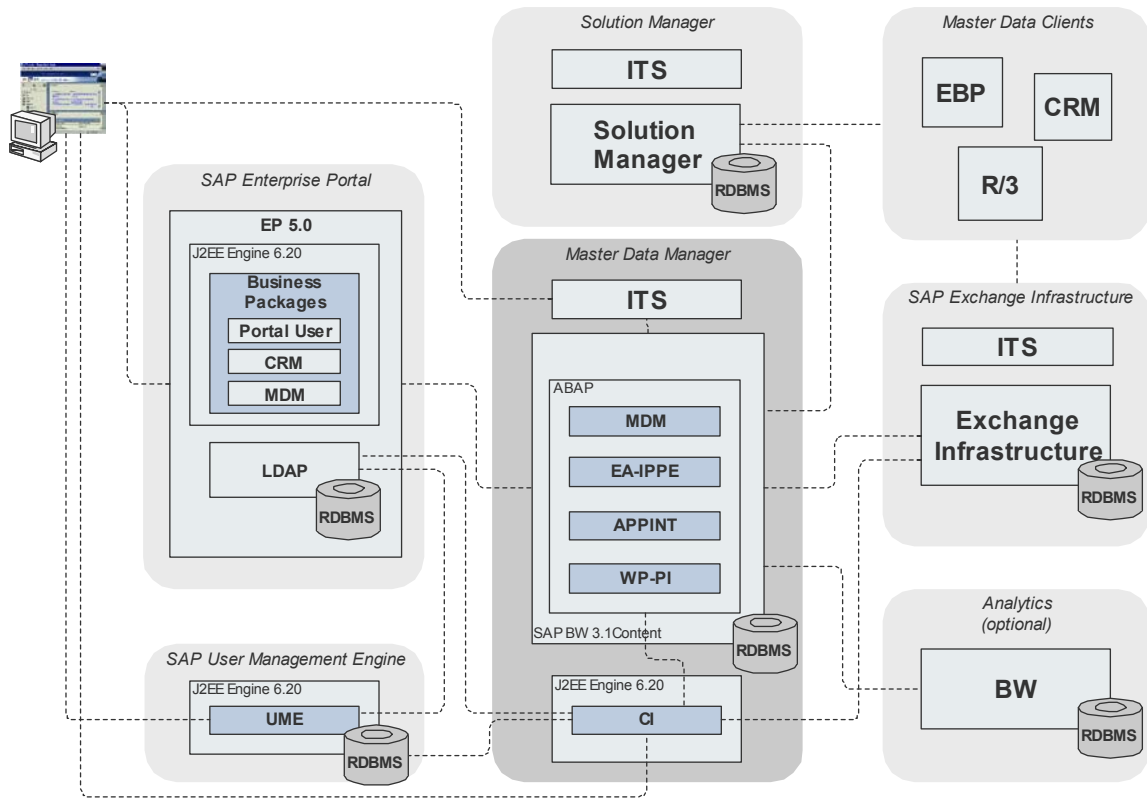 Solution Manager
ITS
Solution
Manager
RDBMS
Master Data Clients
EBP
CRM
R/3
SAP Enterprise Portal
EP 5.0
J2EE Engine 6.20
Business
Packages
Portal User
CRM
MDM
LDAP
RDBMS
Master Data Manager
ITS
ABAP
MDM
EA-IPPE
APPINT
WP-PI
SAP BW 3.1Content
RDBMS
J2EE Engine 6.20
CI
SAP Exchange Infrastructure
ITS
Exchange
Infrastructure
RDBMS
SAP User Management Engine
J2EE Engine 6.20
UME
RDBMS
Analytics
(optional)
BW
RDBMS